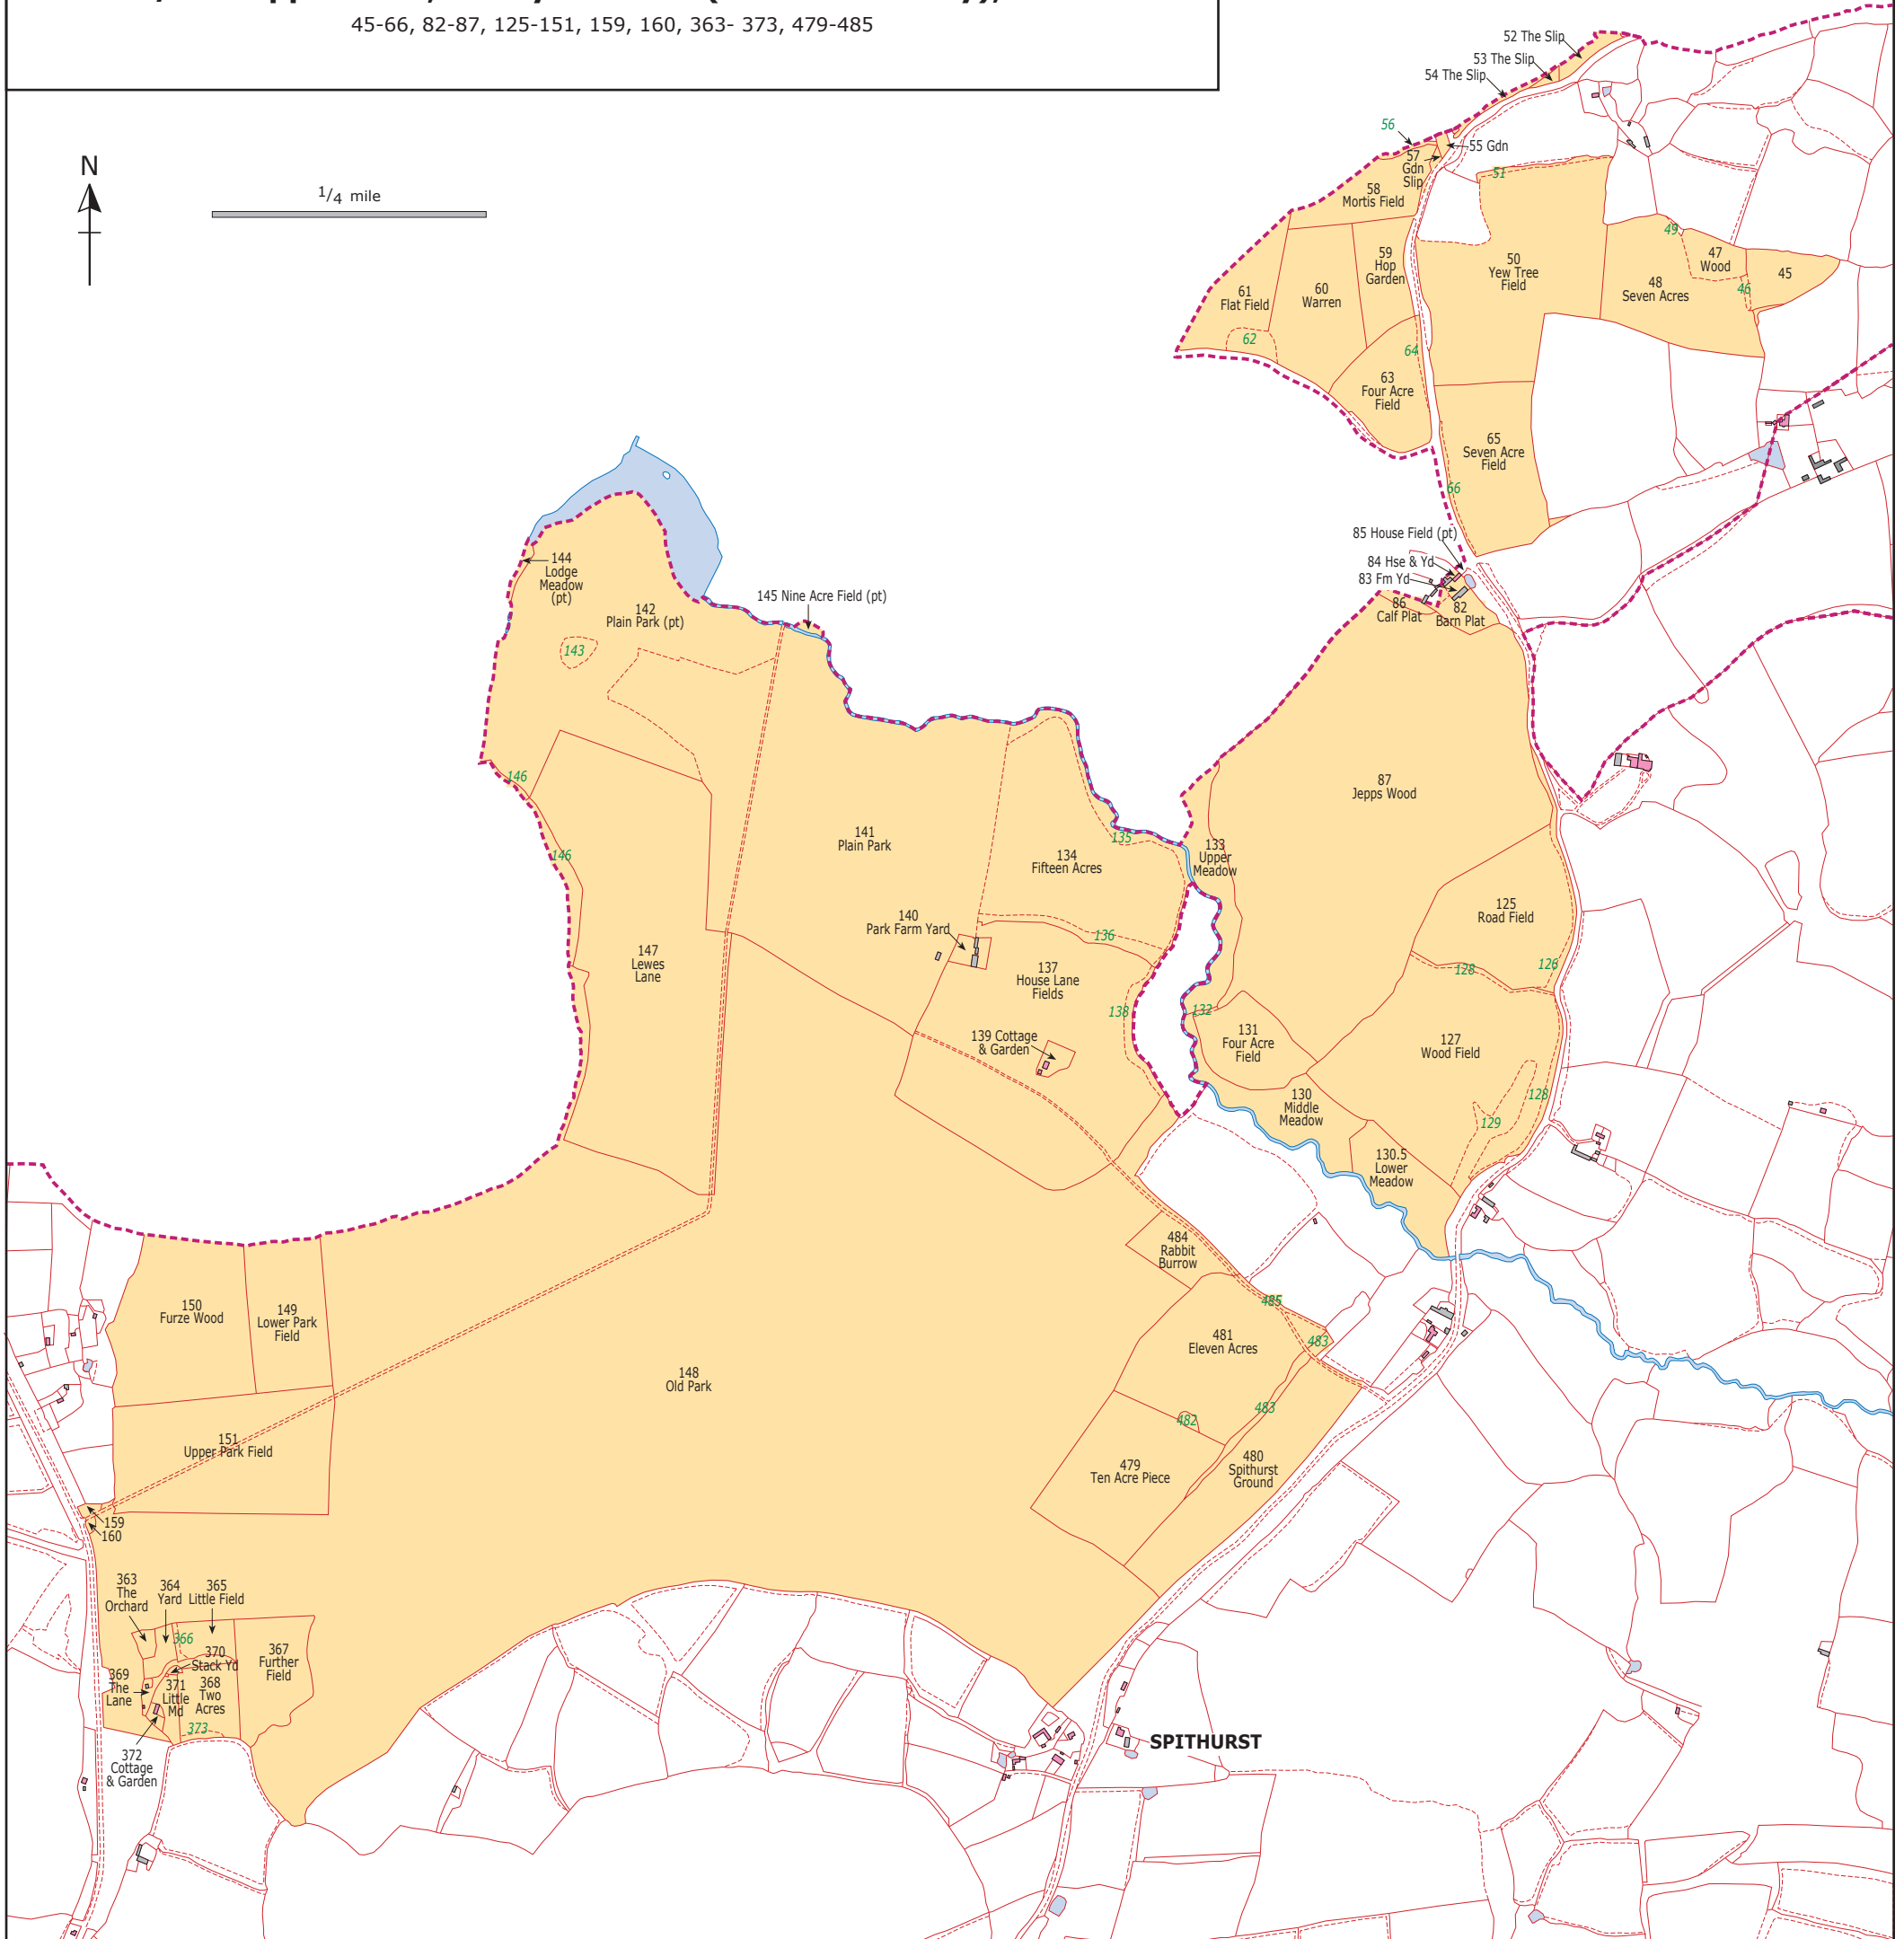 45-66, 82-87, 125-151, 159, 160, 363- 373, 479-485
N
1/4 mile
52 The Slip
53 The Slip
54 The Slip
56
55 Gdn
57
Gdn
Slip
58
Mortis Field
51
49
47
Wood
45
46
48
Seven Acres
50
Yew Tree
Field
59
Hop
Garden
60
Warren
61
Flat Field
62
64
63
Four Acre
Field
65
Seven Acre
Field
66
85 House Field (pt)
84 Hse & Yd
83 Fm Yd
86
Calf Plat
82
Barn Plat
144
Lodge
Meadow
(pt)
142
Plain Park (pt)
145 Nine Acre Field (pt)
143
146
146
87
Jepps Wood
141
Plain Park
135
134
Fifteen Acres
133
Upper
Meadow
125
Road Field
140
Park Farm Yard
136
147
Lewes
Lane
137
House Lane
Fields
128
126
138
132
139 Cottage
& Garden
131
Four Acre
Field
127
Wood Field
130
Middle
Meadow
128
129
130.5
Lower
Meadow
484
Rabbit
Burrow
485
483
150
Furze Wood
149
Lower Park
Field
481
Eleven Acres
148
Old Park
482
483
151
Upper Park Field
479
Ten Acre Piece
480
Spithurst
Ground
159
160
363
The
Orchard
364
Yard
365
Little Field
366
370
Stack Yd
367
Further
Field
369
The
Lane
371
Little
Md
368
Two
Acres
373
372
Cottage
& Garden
SPITHURST